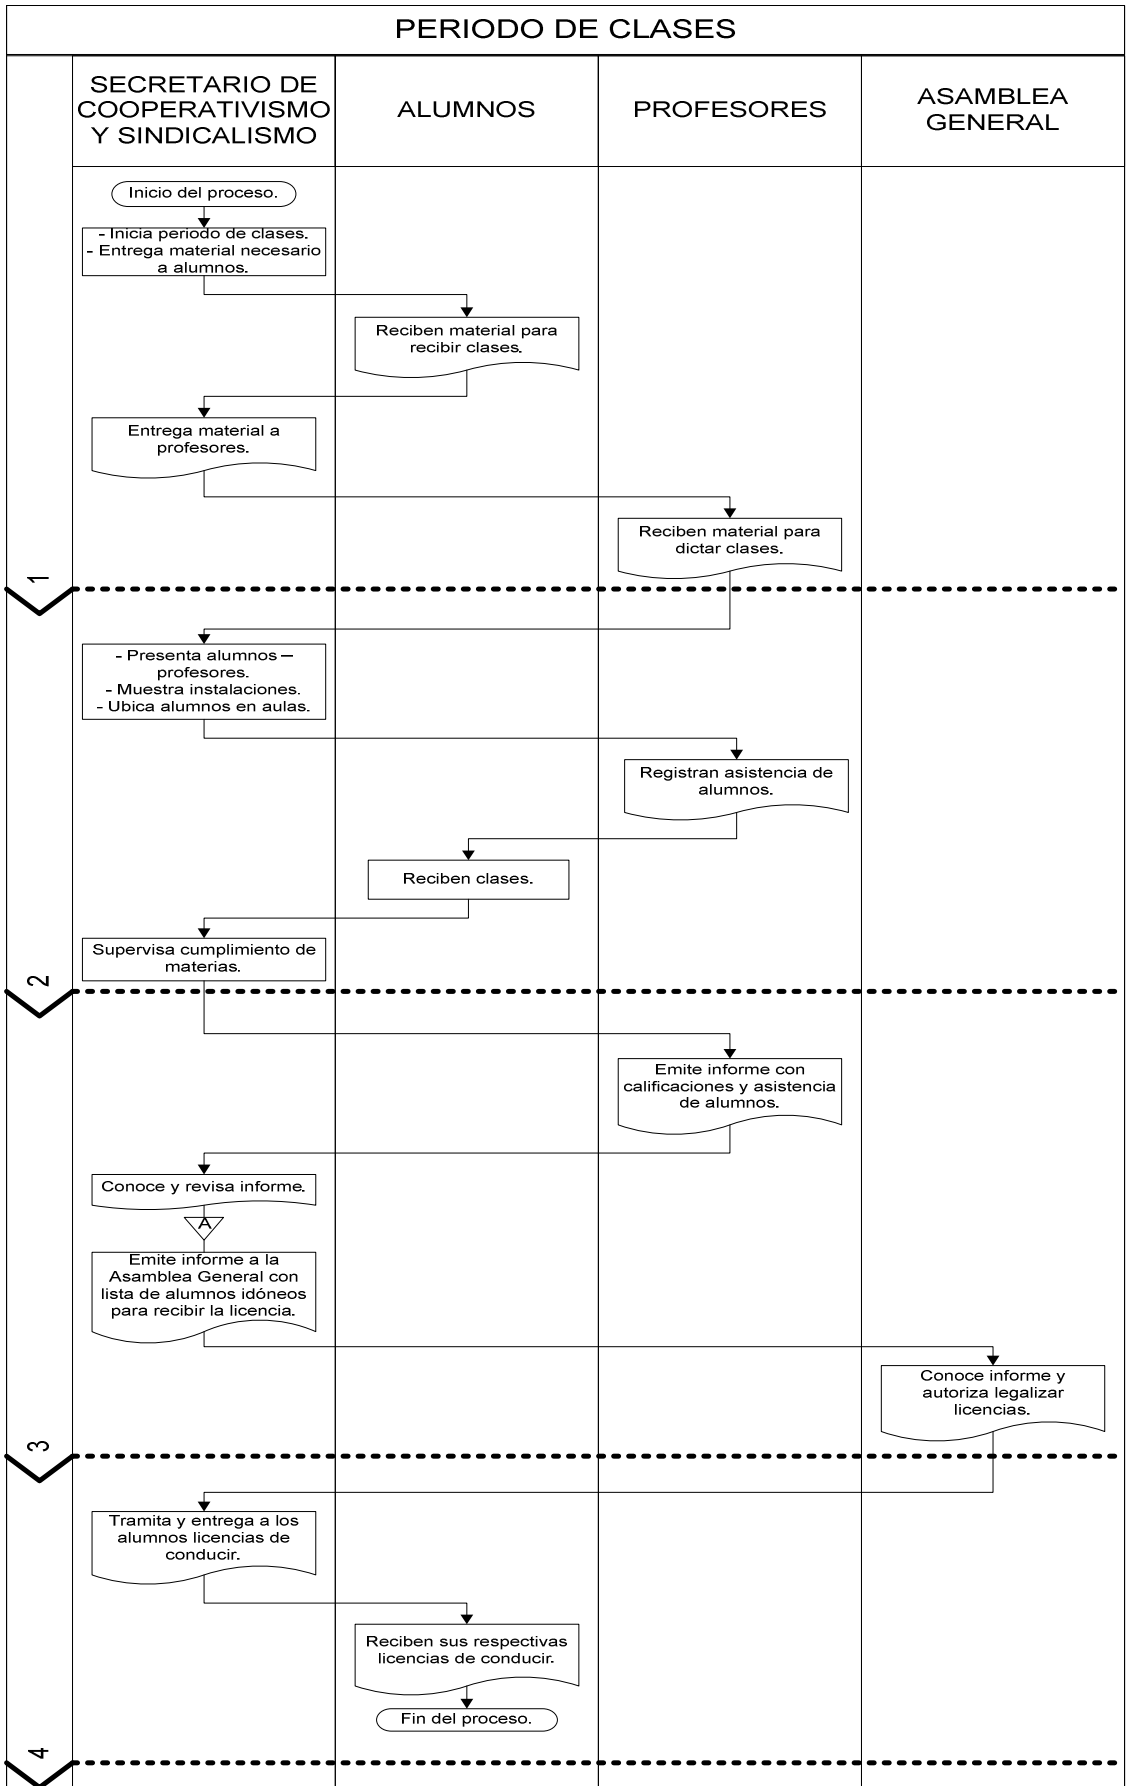 PERIODO DE CLASES
SECRETARIO DE
COOPERATIVISMO
Y SINDICALISMO
ALUMNOS
PROFESORES
ASAMBLEA
GENERAL
Inicio del proceso.
- Inicia periodo de clases.
- Entrega material necesario
a alumnos.
Reciben material para
recibir clases.
Entrega material a
profesores.
Reciben material para
dictar clases.
1
- Presenta alumnos –
profesores.
- Muestra instalaciones.
- Ubica alumnos en aulas.
Registran asistencia de
alumnos.
Reciben clases.
Supervisa cumplimiento de
materias.
2
Emite informe con
calificaciones y asistencia
de alumnos.
Conoce y revisa informe.
A
Emite informe a la
Asamblea General con
lista de alumnos idóneos
para recibir la licencia.
Conoce informe y
autoriza legalizar
licencias.
3
Tramita y entrega a los
alumnos licencias de
conducir.
Reciben sus respectivas
licencias de conducir.
Fin del proceso.
4